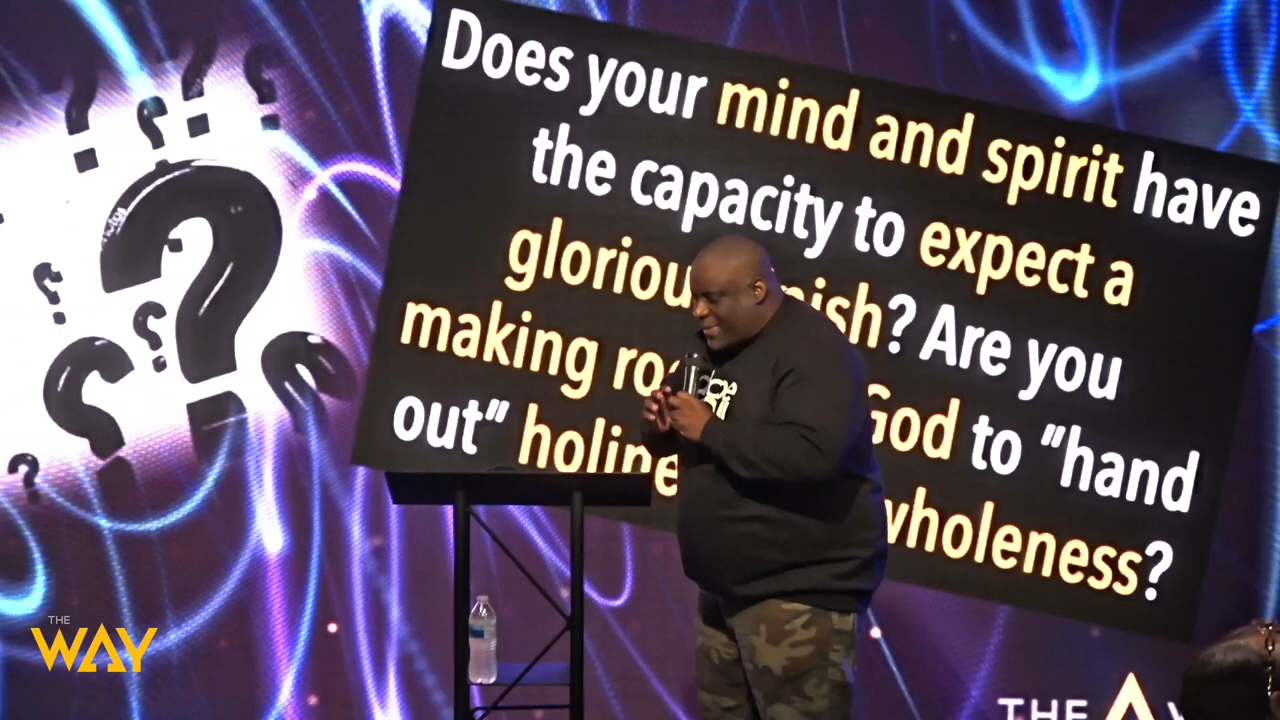 Does your mind and spirit have
the capacity to expect a
glorious finish? Are you
making God to “hand
out” wholeness?
THE
WAY
THE